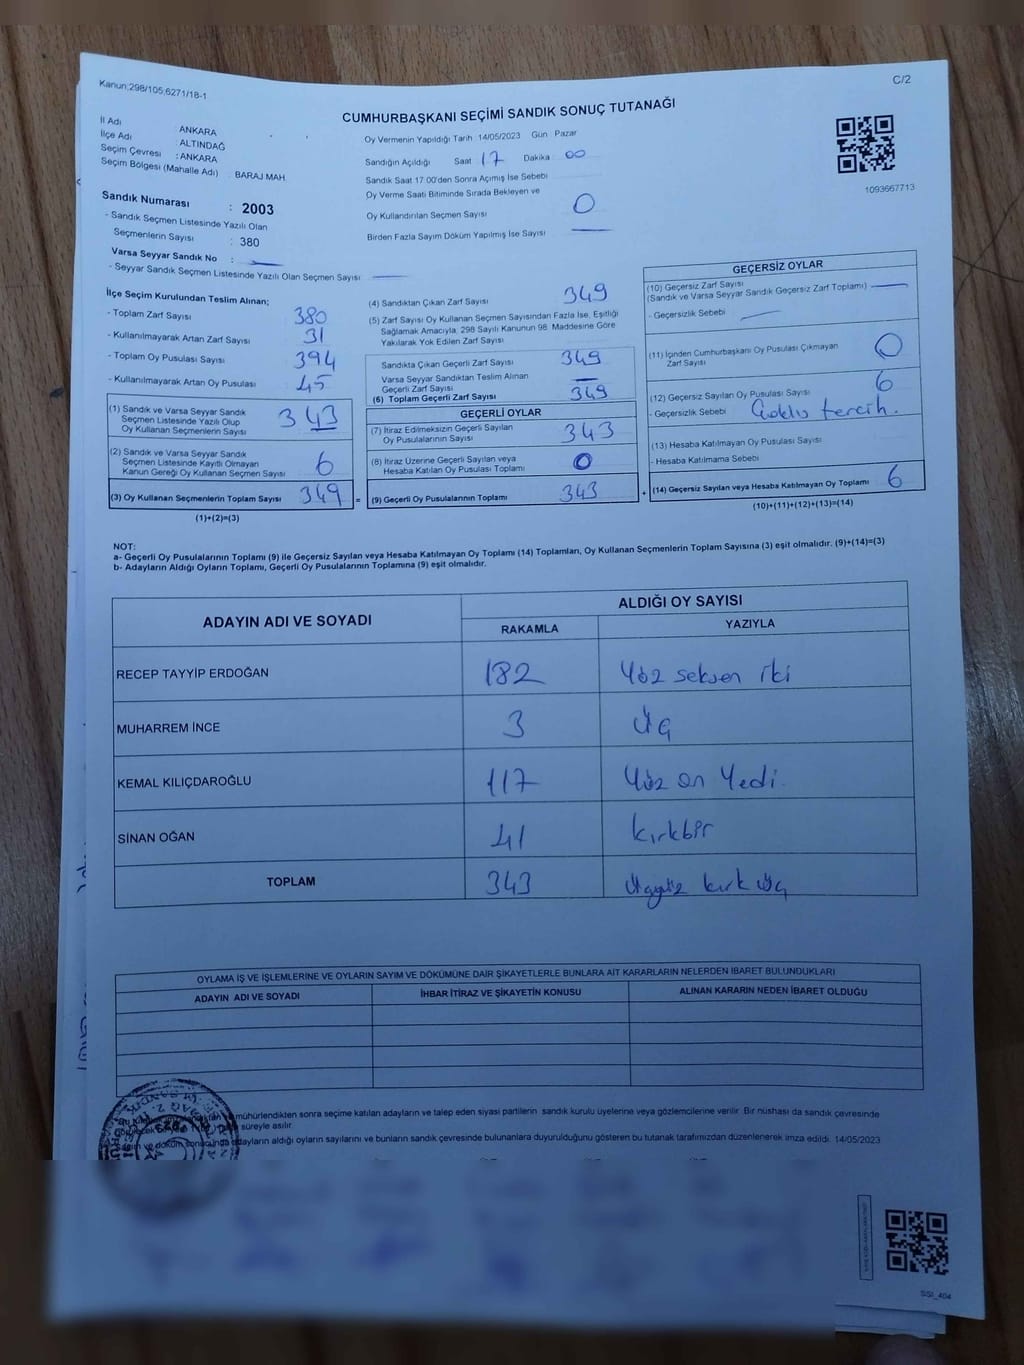 Kanun;298/105,6271/18-1
C/2
CUMHURBAŞKANI SEÇİMİ SANDIK SONUÇ TUTANAĞI
İl Adı : ANKARA
İlçe Adı : ALTINDAĞ
Seçim Çevresi : ANKARA
Seçim Bölgesi (Mahalle Adı) : BARAJ MAH.
Sandık Numarası : 2003
- Sandık Seçmen Listesinde Yazılı Olan
Seçmenlerin Sayısı : 380
Varsa Seyyar Sandık No :
- Seyyar Sandık Seçmen Listesinde Yazılı Olan Seçmen Sayısı
Oy Vermenin Yapıldığı Tarih 14/05/2023 Gün Pazar
Sandığın Açıldığı Saat 17 Dakika 00
Sandık Saat 17:00'den Sonra Açımış İse Sebebi
Oy Verme Saati Bitiminde Sırada Bekleyen ve
Oy Kullandırılan Seçmen Sayısı 0
Birden Fazla Sayım Döküm Yapılmış İse Sayısı
1093667713
İlçe Seçim Kurulundan Teslim Alınan;
- Toplam Zarf Sayısı 380
- Kullanılmayarak Artan Zarf Sayısı 31
- Toplam Oy Pusulası Sayısı 394
- Kullanılmayarak Artan Oy Pusulası 45
(1) Sandık ve Varsa Seyyar Sandık
Seçmen Listesinde Yazılı Olup
Oy Kullanan Seçmenlerin Sayısı 343
(2) Sandık ve Varsa Seyyar Sandık
Seçmen Listesinde Kayıtlı Olmayan
Kanun Gereği Oy Kullanan Seçmen Sayısı 6
(3) Oy Kullanan Seçmenlerin Toplam Sayısı 349 =
(1)+(2)=(3)
(4) Sandıktan Çıkan Zarf Sayısı 349
(5) Zarf Sayısı Oy Kullanan Seçmen Sayısından Fazla İse, Eşitliği
Sağlamak Amacıyla, 298 Sayılı Kanunun 98. Maddesine Göre
Yakılarak Yok Edilen Zarf Sayısı
Sandıkta Çıkan Geçerli Zarf Sayısı 349
Varsa Seyyar Sandıktan Teslim Alınan
Geçerli Zarf Sayısı
(6) Toplam Geçerli Zarf Sayısı 349
GEÇERLİ OYLAR
(7) İtiraz Edilmeksizin Geçerli Sayılan
Oy Pusulalarının Sayısı 343
(8) İtiraz Üzerine Geçerli Sayılan veya
Hesaba Katılan Oy Pusulası Toplamı 0
(9) Geçerli Oy Pusulalarının Toplamı 343 +
GEÇERSİZ OYLAR
(10) Geçersiz Zarf Sayısı
(Sandık ve Varsa Seyyar Sandık Geçersiz Zarf Toplamı)
- Geçersizlik Sebebi
(11) İçinden Cumhurbaşkanı Oy Pusulası Çıkmayan
Zarf Sayısı 0
(12) Geçersiz Sayılan Oy Pusulası Sayısı 6
- Geçersizlik Sebebi Çoklu tercih.
(13) Hesaba Katılmayan Oy Pusulası Sayısı
- Hesaba Katılmama Sebebi
(14) Geçersiz Sayılan veya Hesaba Katılmayan Oy Toplamı 6
(10)+(11)+(12)+(13)=(14)
NOT:
a- Geçerli Oy Pusulalarının Toplamı (9) ile Geçersiz Sayılan veya Hesaba Katılmayan Oy Toplamı (14) Toplamları, Oy Kullanan Seçmenlerin Toplam Sayısına (3) eşit olmalıdır. (9)+(14)=(3)
b- Adayların Aldığı Oyların Toplamı, Geçerli Oy Pusulalarının Toplamına (9) eşit olmalıdır.
ADAYIN ADI VE SOYADI
ALDIĞI OY SAYISI
RAKAMLA YAZIYLA
RECEP TAYYİP ERDOĞAN 182 Yüz seksen iki
MUHARREM İNCE 3 üç
KEMAL KILIÇDAROĞLU 117 Yüz on Yedi.
SİNAN OĞAN 41 kırkbir
TOPLAM 343 üçyüz kırk üç
OYLAMA İŞ VE İŞLEMLERİNE VE OYLARIN SAYIM VE DÖKÜMÜNE DAİR ŞİKAYETLERLE BUNLARA AİT KARARLARIN NELERDEN İBARET BULUNDUKLARI
ADAYIN ADI VE SOYADI İHBAR İTİRAZ VE ŞİKAYETİN KONUSU ALINAN KARARIN NEDEN İBARET OLDUĞU
mühürlendikten sonra seçime katılan adayların ve talep eden siyasi partilerin sandık kurulu üyelerine veya gözlemcilerine verilir. Bir nüshası da sandık çevresinde
süreyle asılır.
adayların aldığı oyların sayılarını ve bunların sandık çevresinde bulunanlara duyurulduğunu gösteren bu tutanak tarafımızdan düzenlenerek imza edildi. 14/05/2023
SSI_404